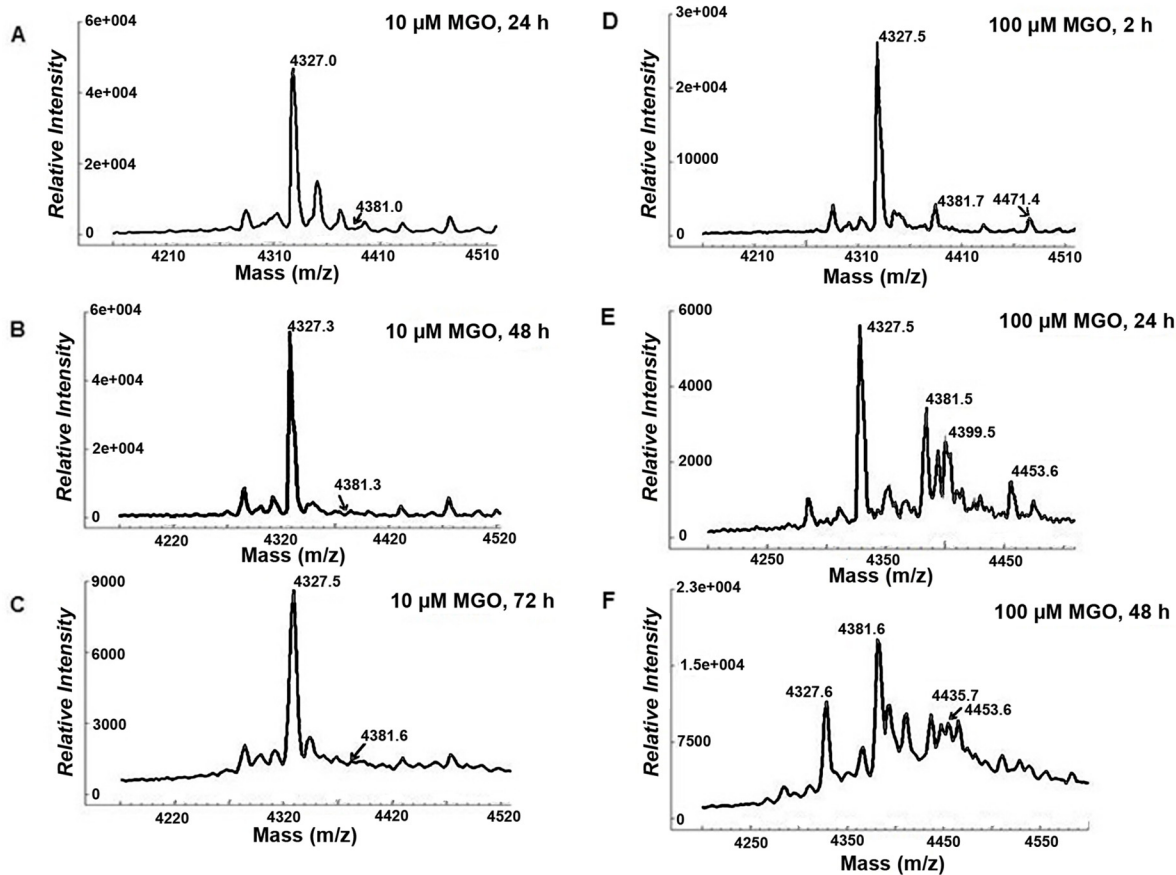 A
10 µM MGO, 24 h
6e+004
4e+004
2e+004
0
4327.0
4381.0
4210
4310
4410
4510
Mass (m/z)
Relative Intensity
B
10 µM MGO, 48 h
6e+004
4e+004
2e+004
0
4327.3
4381.3
4220
4320
4420
4520
Mass (m/z)
Relative Intensity
C
10 µM MGO, 72 h
9000
6000
3000
0
4327.5
4381.6
4220
4320
4420
4520
Mass (m/z)
Relative Intensity
D
100 µM MGO, 2 h
3e+004
10000
0
4327.5
4381.7
4471.4
4210
4310
4410
4510
Mass (m/z)
Relative Intensity
E
100 µM MGO, 24 h
6000
4000
2000
0
4327.5
4381.5
4399.5
4453.6
4250
4350
4450
Mass (m/z)
Relative Intensity
F
100 µM MGO, 48 h
2.3e+004
1.5e+004
7500
0
4327.6
4381.6
4435.7
4453.6
4250
4350
4450
4550
Mass (m/z)
Relative Intensity